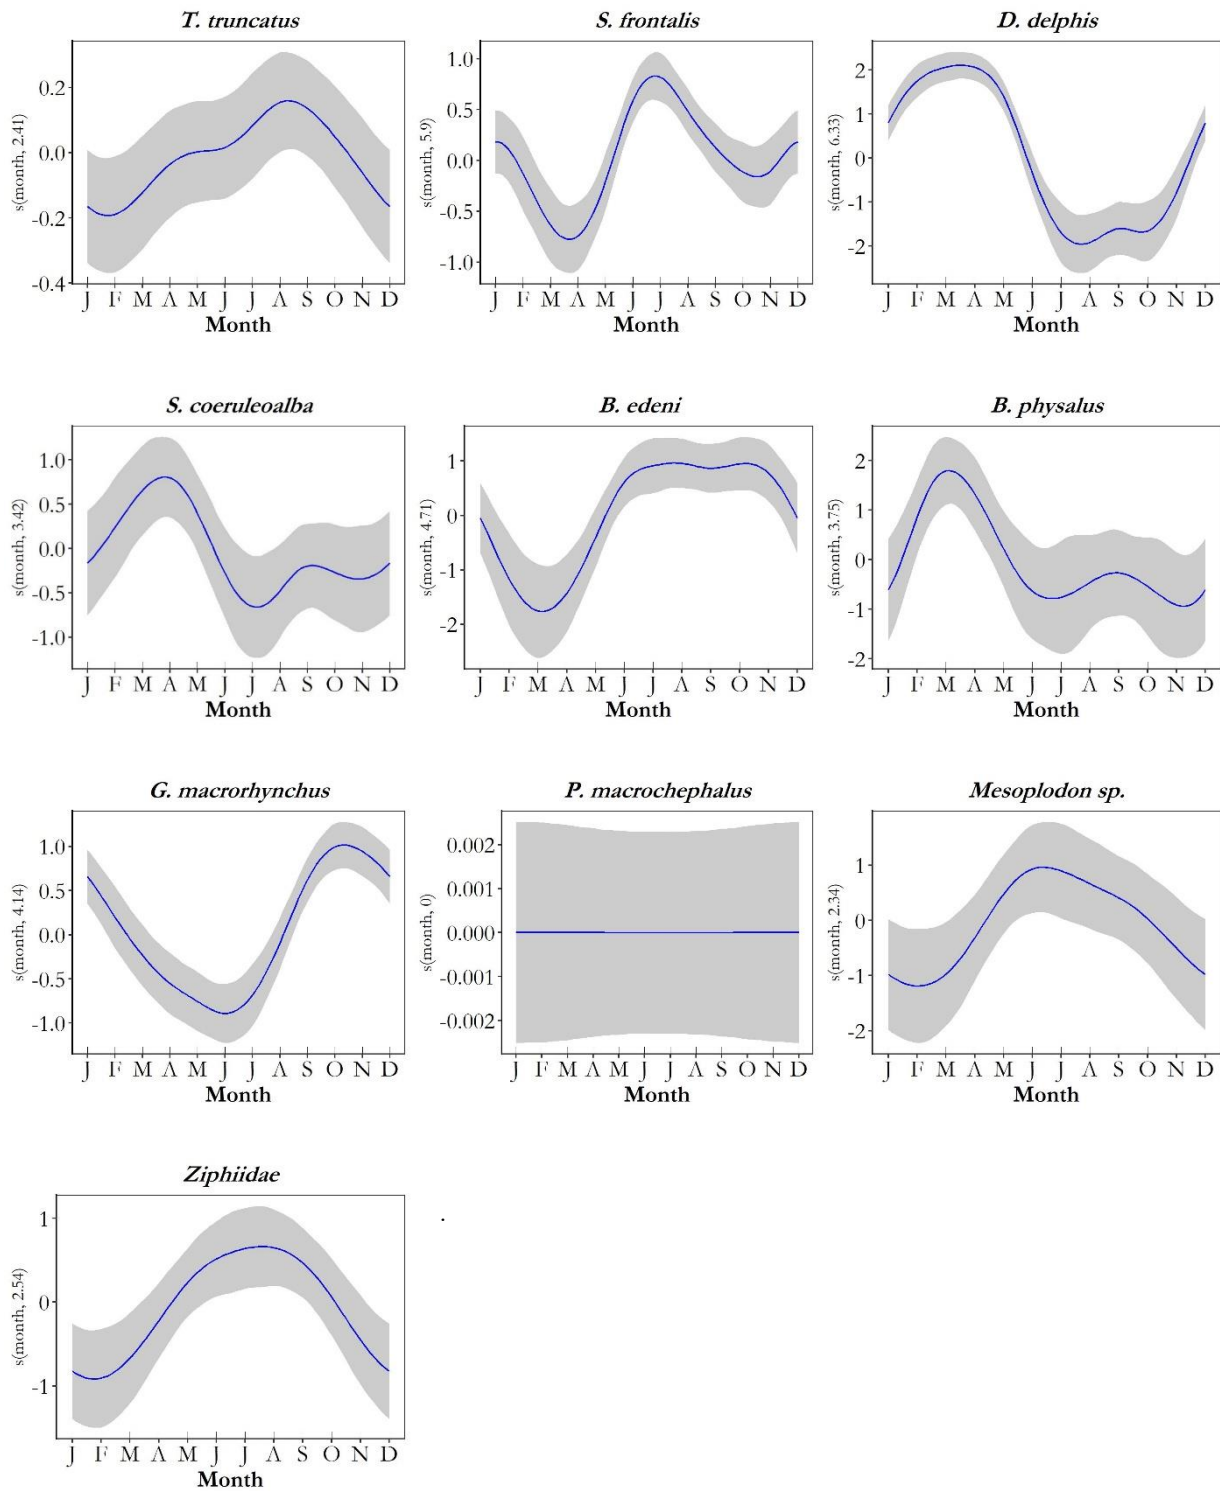 T. truncatus
s(month, 2.41)
0.2
0.0
-0.2
-0.4
J F M A M J J A S O N D
Month
S. frontalis
s(month, 5.9)
1.0
0.5
0.0
-0.5
-1.0
J F M A M J J A S O N D
Month
D. delphis
s(month, 6.33)
2
1
0
-1
-2
J F M A M J J A S O N D
Month
S. coeruleoalba
s(month, 3.42)
1.0
0.5
0.0
-0.5
-1.0
J F M A M J J A S O N D
Month
B. edeni
s(month, 4.71)
1
0
-1
-2
J F M A M J J A S O N D
Month
B. physalus
s(month, 3.75)
2
1
0
-1
-2
J F M A M J J A S O N D
Month
G. macrorhynchus
s(month, 4.14)
1.0
0.5
0.0
-0.5
-1.0
J F M A M J J A S O N D
Month
P. macrochephalus
s(month, 0)
0.002
0.001
0.000
-0.001
-0.002
J F M A M J J A S O N D
Month
Mesoplodon sp.
s(month, 2.34)
1
0
-1
-2
J F M A M J J A S O N D
Month
Ziphiidae
s(month, 2.54)
1
0
-1
J F M A M J J A S O N D
Month
.